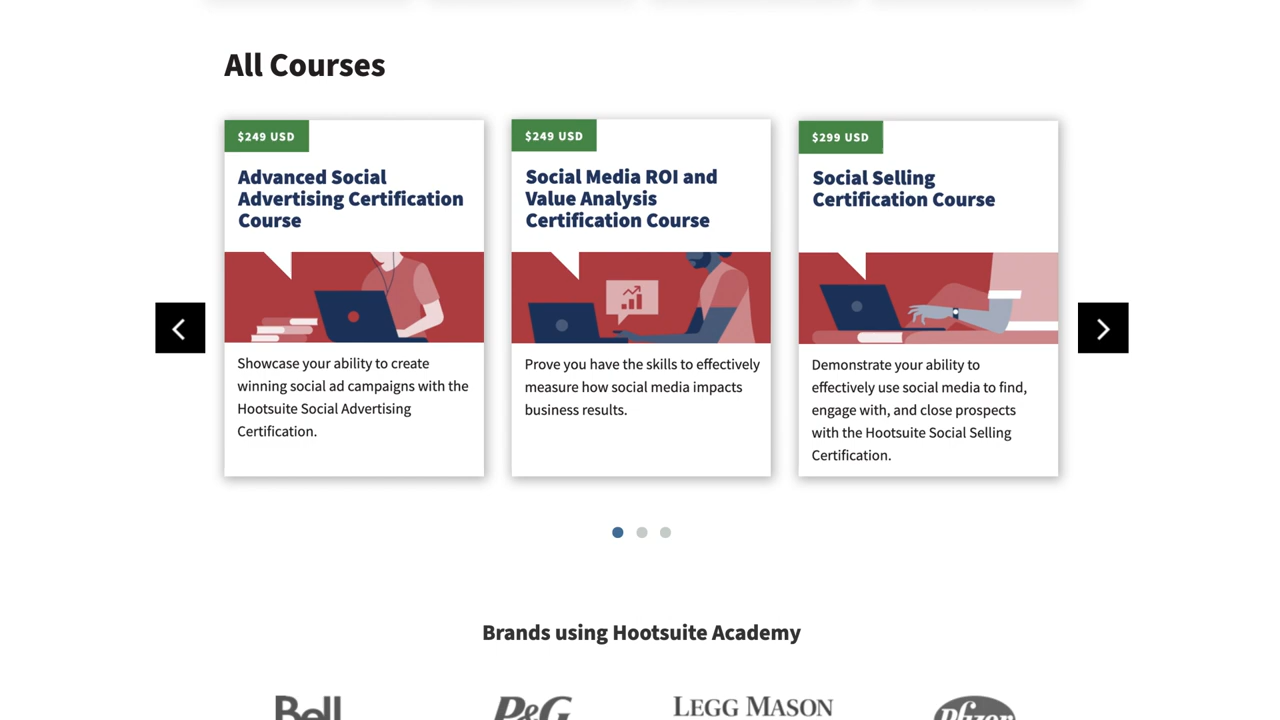 All Courses
$249 USD
Advanced Social
Advertising Certification
Course
Showcase your ability to create
winning social ad campaigns with the
Hootsuite Social Advertising
Certification.
$249 USD
Social Media ROI and
Value Analysis
Certification Course
Prove you have the skills to effectively
measure how social media impacts
business results.
$299 USD
Social Selling
Certification Course
Demonstrate your ability to
effectively use social media to find,
engage with, and close prospects
with the Hootsuite Social Selling
Certification.
Brands using Hootsuite Academy
Bell
P&G
LEGG MASON
Pfizer